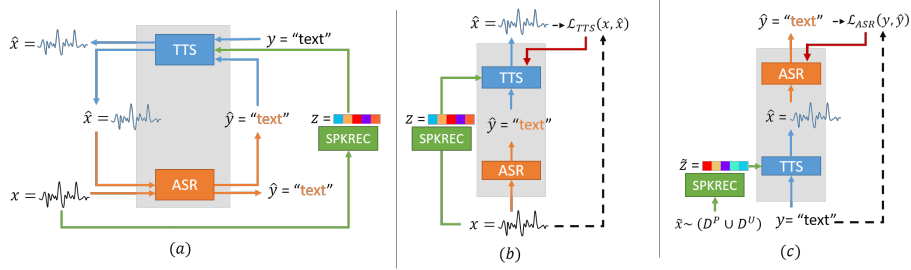 x̂ =
TTS
y = "text"
x̂ =
ŷ = "text"
z =
SPKREC
x =
ASR
ŷ = "text"
(a)
x̂ =
ℒ_TTS(x, x̂)
TTS
z =
SPKREC
ŷ = "text"
ASR
x =
(b)
ŷ = "text"
ℒ_ASR(y, ŷ)
ASR
x̂ =
z̃ =
TTS
SPKREC
x̃~ (D^P ∪ D^U)
y= "text"
(c)